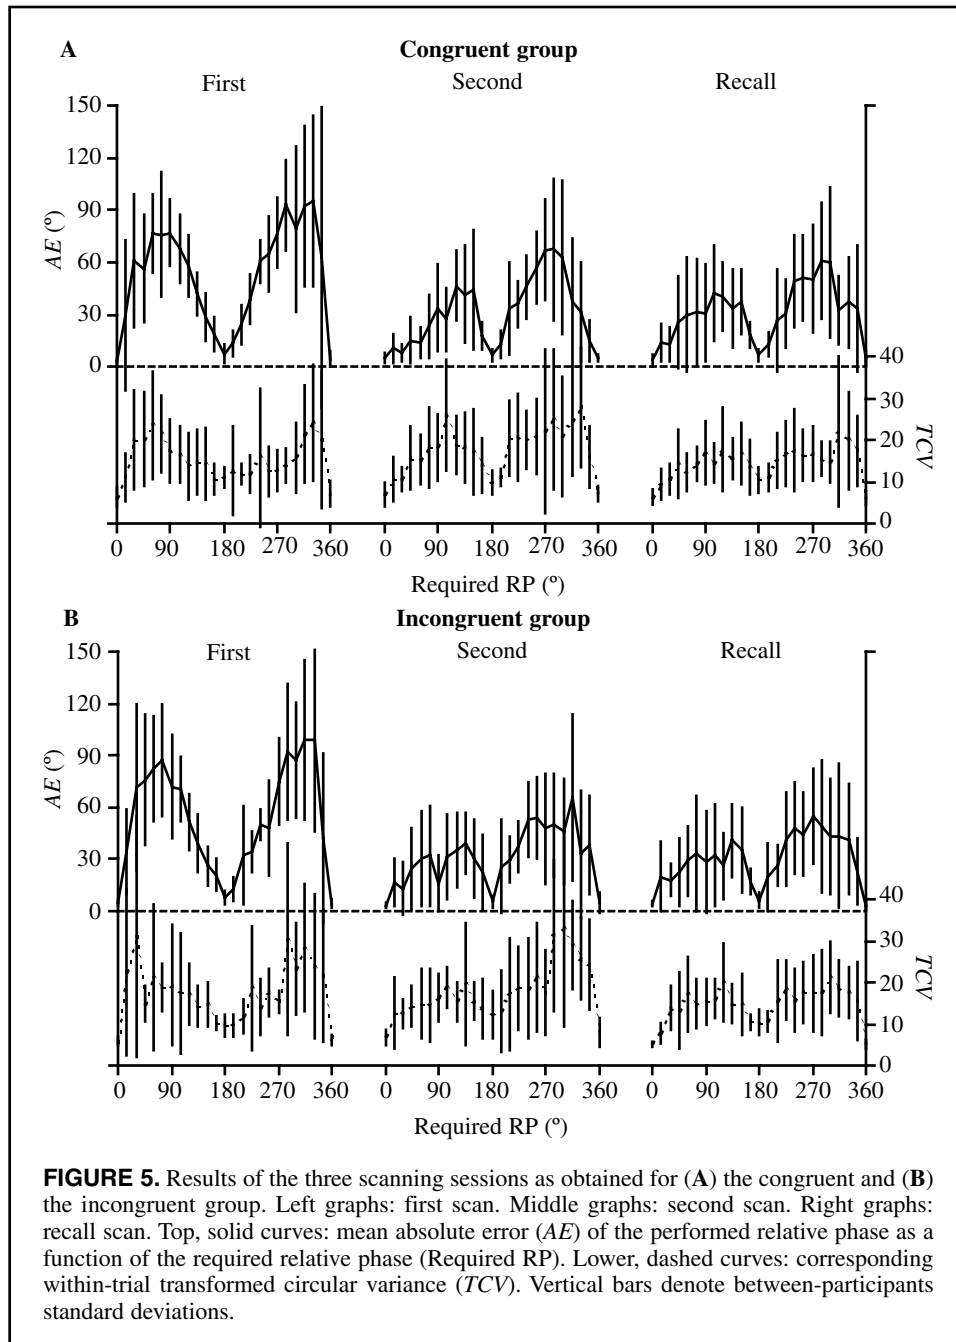 A Congruent group
First Second Recall
150
120
90
60
30
0
AE (º)
40
30
20
10
0
TCV
0 90 180 270 360 0 90 180 270 360 0 90 180 270 360
Required RP (º)
B Incongruent group
First Second Recall
150
120
90
60
30
0
AE (º)
40
30
20
10
0
TCV
0 90 180 270 360 0 90 180 270 360 0 90 180 270 360
Required RP (º)
FIGURE 5. Results of the three scanning sessions as obtained for (A) the congruent and (B)
the incongruent group. Left graphs: first scan. Middle graphs: second scan. Right graphs:
recall scan. Top, solid curves: mean absolute error (AE) of the performed relative phase as a
function of the required relative phase (Required RP). Lower, dashed curves: corresponding
within-trial transformed circular variance (TCV). Vertical bars denote between-participants
standard deviations.